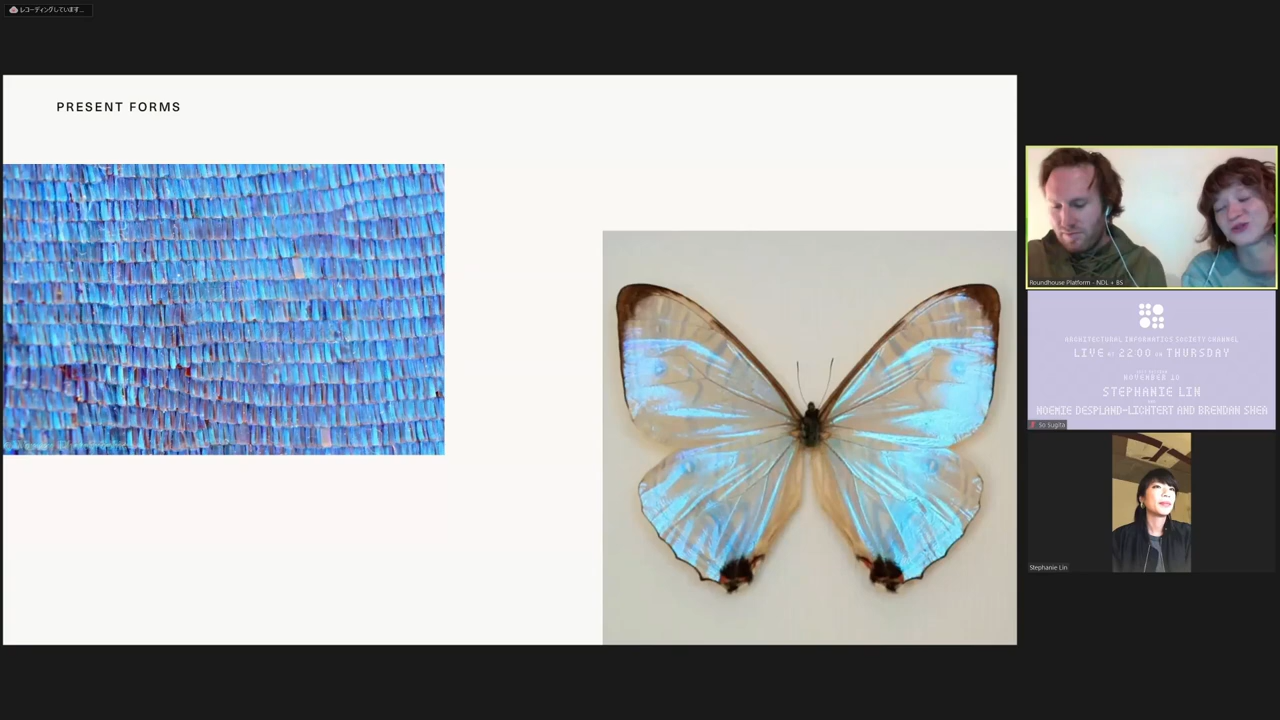 レコーディングしています...
PRESENT FORMS
Roundhouse Platform - NDL + BS
ARCHITECTURAL INFORMATICS SOCIETY CHANNEL
LIVE AT 22:00 ON THURSDAY
NOVEMBER 18
STEPHANIE LIN
AND
NOEMIE DESPLAND-LICHTERT AND BRENDAN SHEA
So Sugita
Stephanie Lin